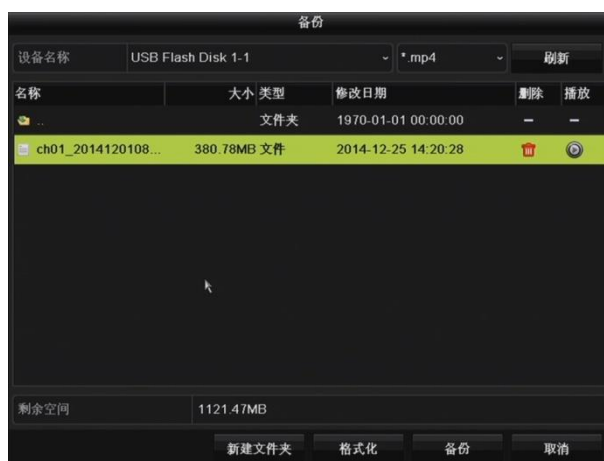 备份
设备名称 USB Flash Disk 1-1 *.mp4 刷新
名称 大小 类型 修改日期 删除 播放
.. 文件夹 1970-01-01 00:00:00 – –
ch01_2014120108... 380.78MB 文件 2014-12-25 14:20:28
剩余空间 1121.47MB
新建文件夹 格式化 备份 取消